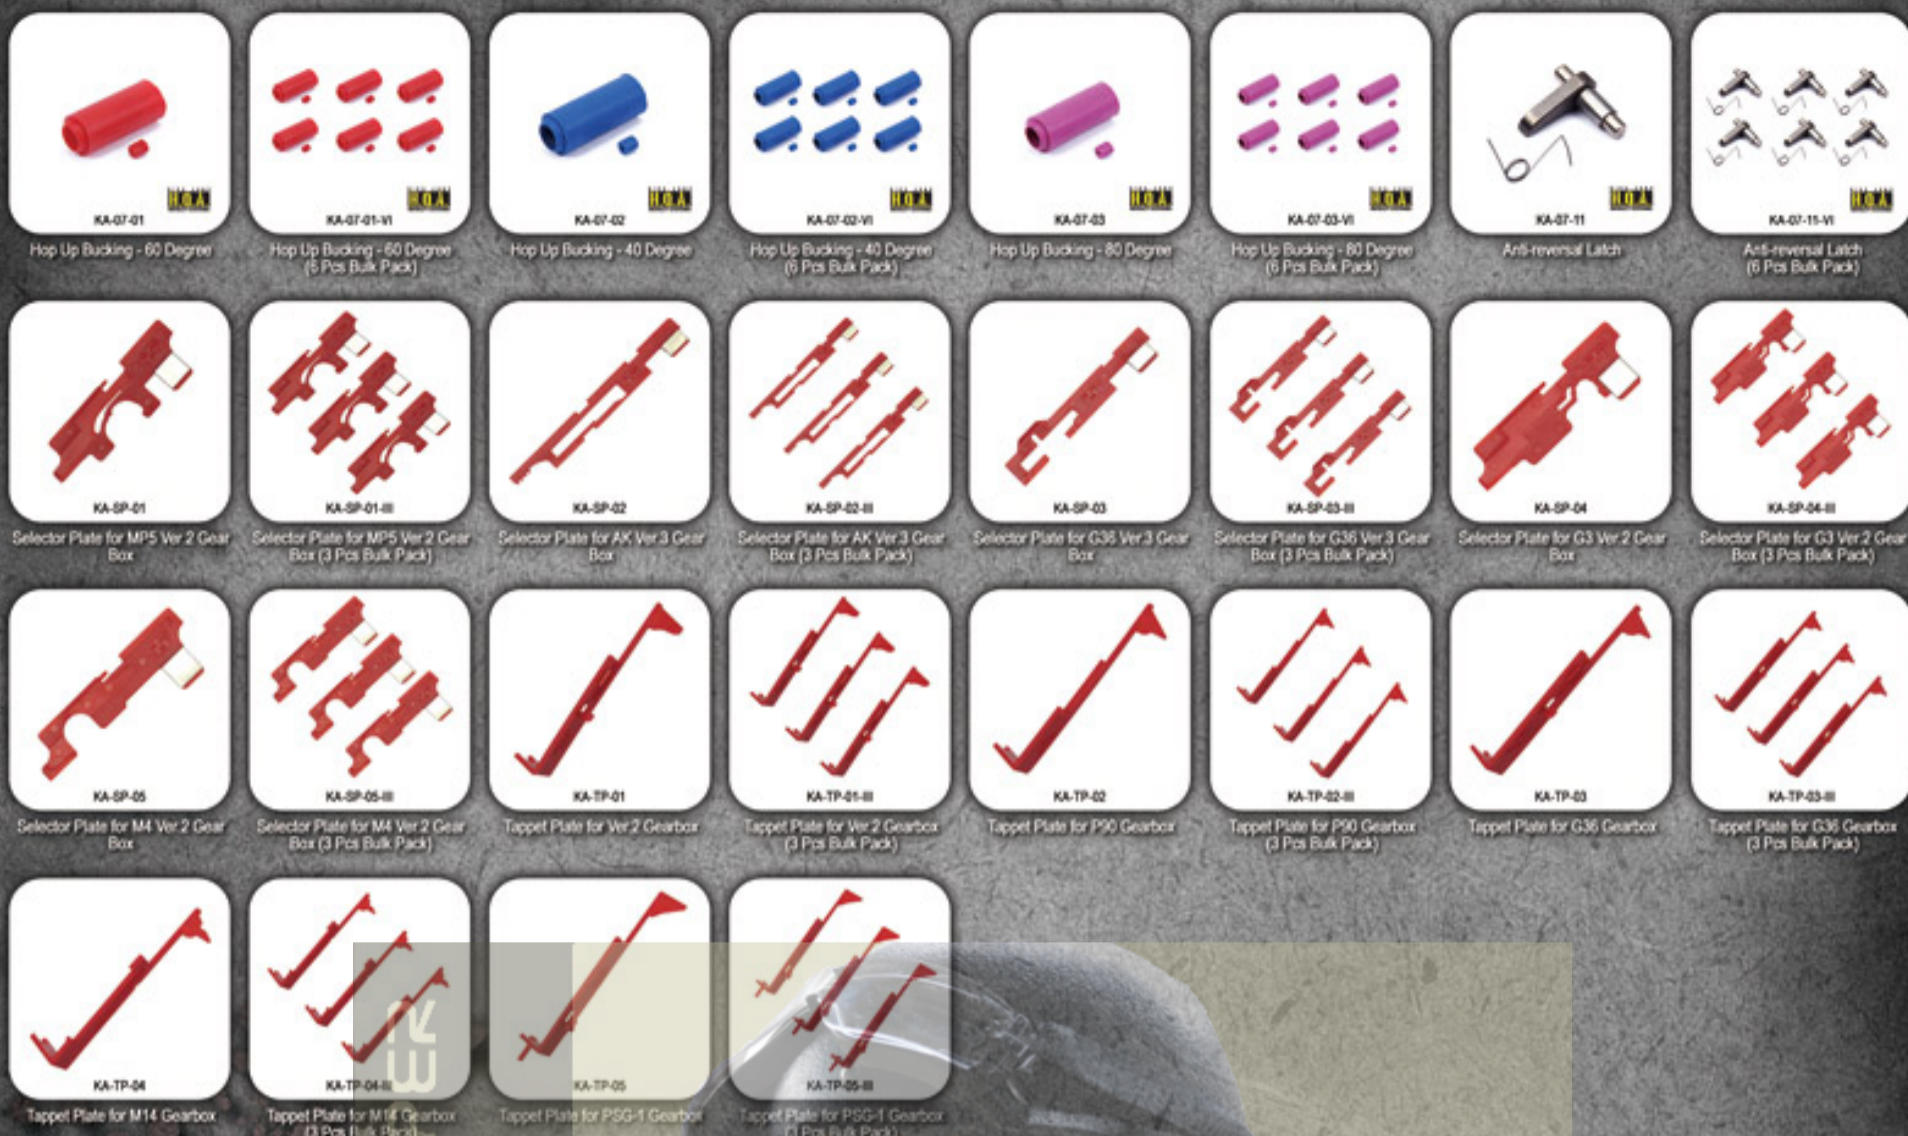 H.O.A.
KA-07-01
Hop Up Bucking - 60 Degree
H.O.A.
KA-07-01-VI
Hop Up Bucking - 60 Degree
(6 Pcs Bulk Pack)
H.O.A.
KA-07-02
Hop Up Bucking - 40 Degree
H.O.A.
KA-07-02-VI
Hop Up Bucking - 40 Degree
(6 Pcs Bulk Pack)
H.O.A.
KA-07-03
Hop Up Bucking - 80 Degree
H.O.A.
KA-07-03-VI
Hop Up Bucking - 80 Degree
(6 Pcs Bulk Pack)
H.O.A.
KA-07-11
Anti-reversal Latch
H.O.A.
KA-07-11-VI
Anti-reversal Latch
(6 Pcs Bulk Pack)
KA-SP-01
Selector Plate for MP5 Ver.2 Gear
Box
KA-SP-01-III
Selector Plate for MP5 Ver.2 Gear
Box (3 Pcs Bulk Pack)
KA-SP-02
Selector Plate for AK Ver.3 Gear
Box
KA-SP-02-III
Selector Plate for AK Ver.3 Gear
Box (3 Pcs Bulk Pack)
KA-SP-03
Selector Plate for G36 Ver.3 Gear
Box
KA-SP-03-III
Selector Plate for G36 Ver.3 Gear
Box (3 Pcs Bulk Pack)
KA-SP-04
Selector Plate for G3 Ver.2 Gear
Box
KA-SP-04-III
Selector Plate for G3 Ver.2 Gear
Box (3 Pcs Bulk Pack)
KA-SP-05
Selector Plate for M4 Ver.2 Gear
Box
KA-SP-05-III
Selector Plate for M4 Ver.2 Gear
Box (3 Pcs Bulk Pack)
KA-TP-01
Tappet Plate for Ver.2 Gearbox
KA-TP-01-III
Tappet Plate for Ver.2 Gearbox
(3 Pcs Bulk Pack)
KA-TP-02
Tappet Plate for P90 Gearbox
KA-TP-02-III
Tappet Plate for P90 Gearbox
(3 Pcs Bulk Pack)
KA-TP-03
Tappet Plate for G36 Gearbox
KA-TP-03-III
Tappet Plate for G36 Gearbox
(3 Pcs Bulk Pack)
KA-TP-04
Tappet Plate for M14 Gearbox
KA-TP-04-III
Tappet Plate for M14 Gearbox
(3 Pcs Bulk Pack)
KA-TP-05
Tappet Plate for PSG-1 Gearbox
KA-TP-05-III
Tappet Plate for PSG-1 Gearbox
(3 Pcs Bulk Pack)